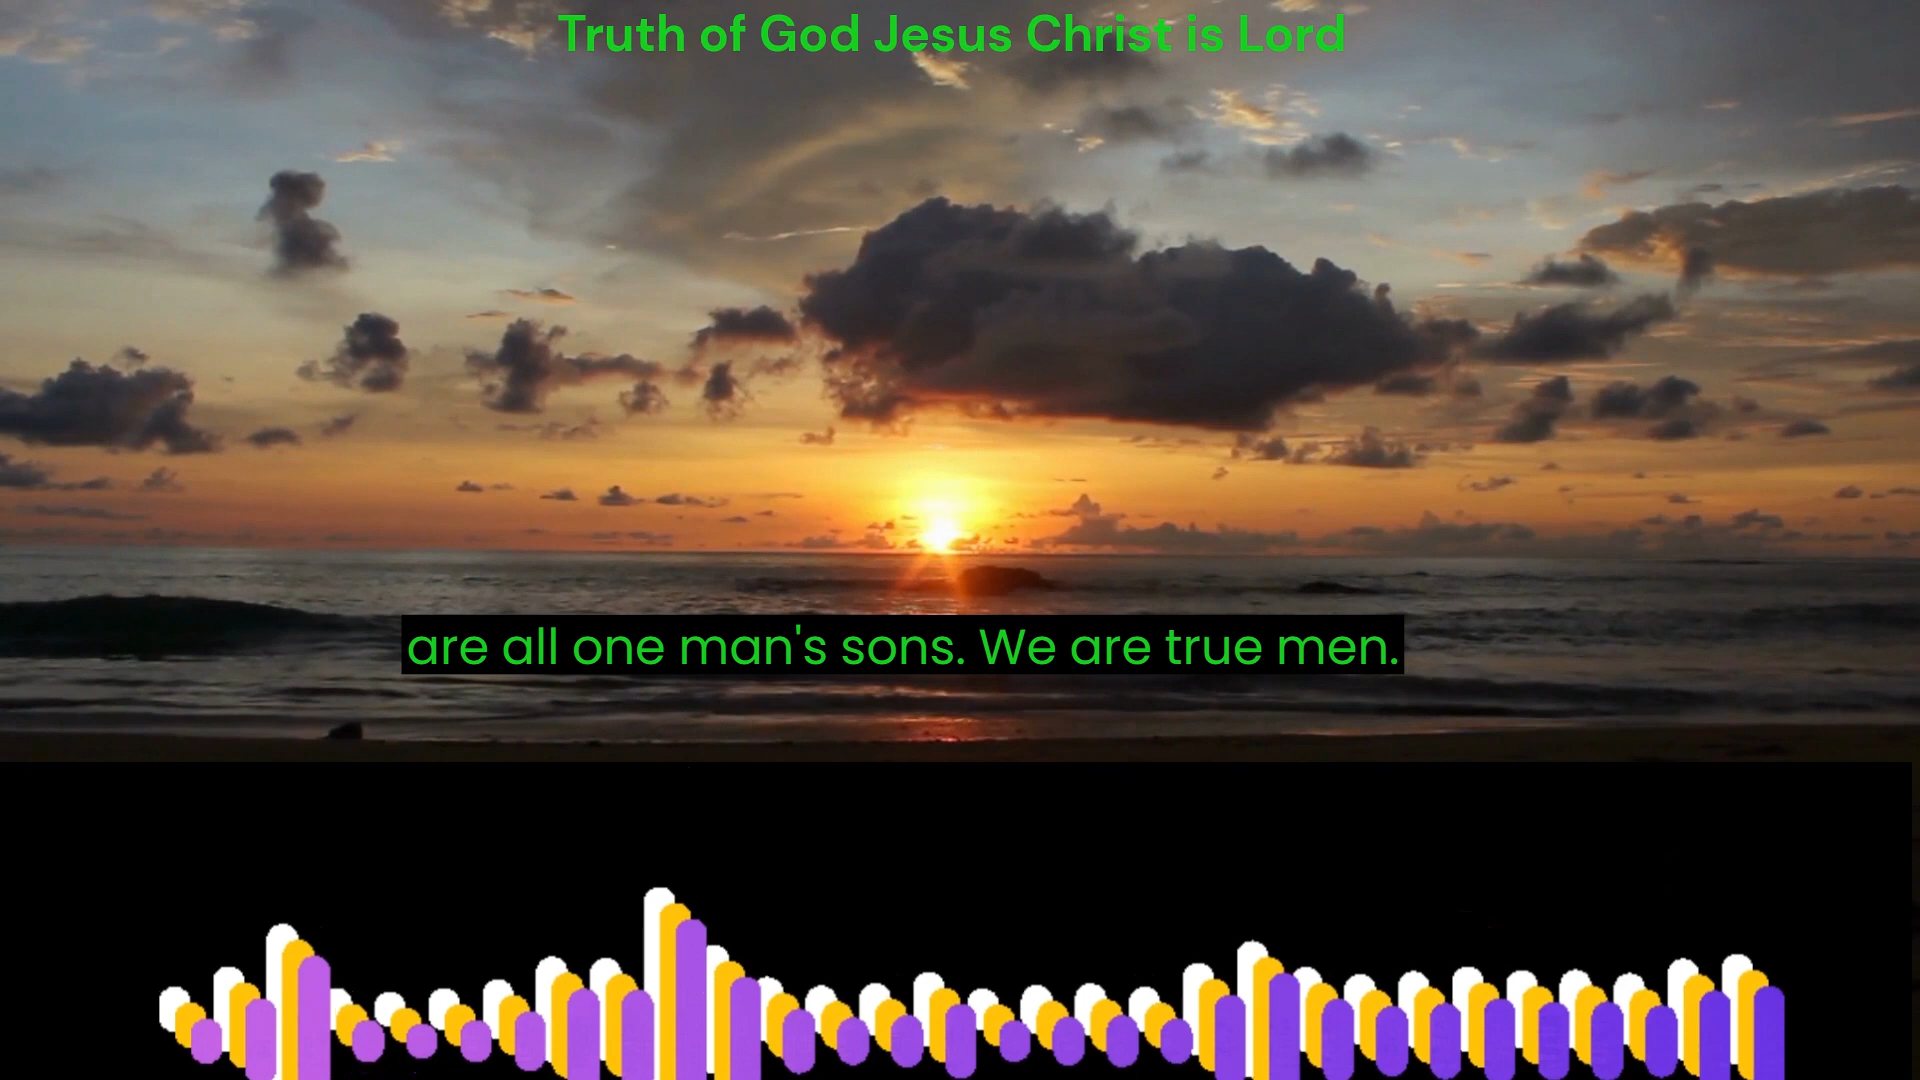 Truth of God Jesus Christ is Lord
are all one man's sons. We are true men.